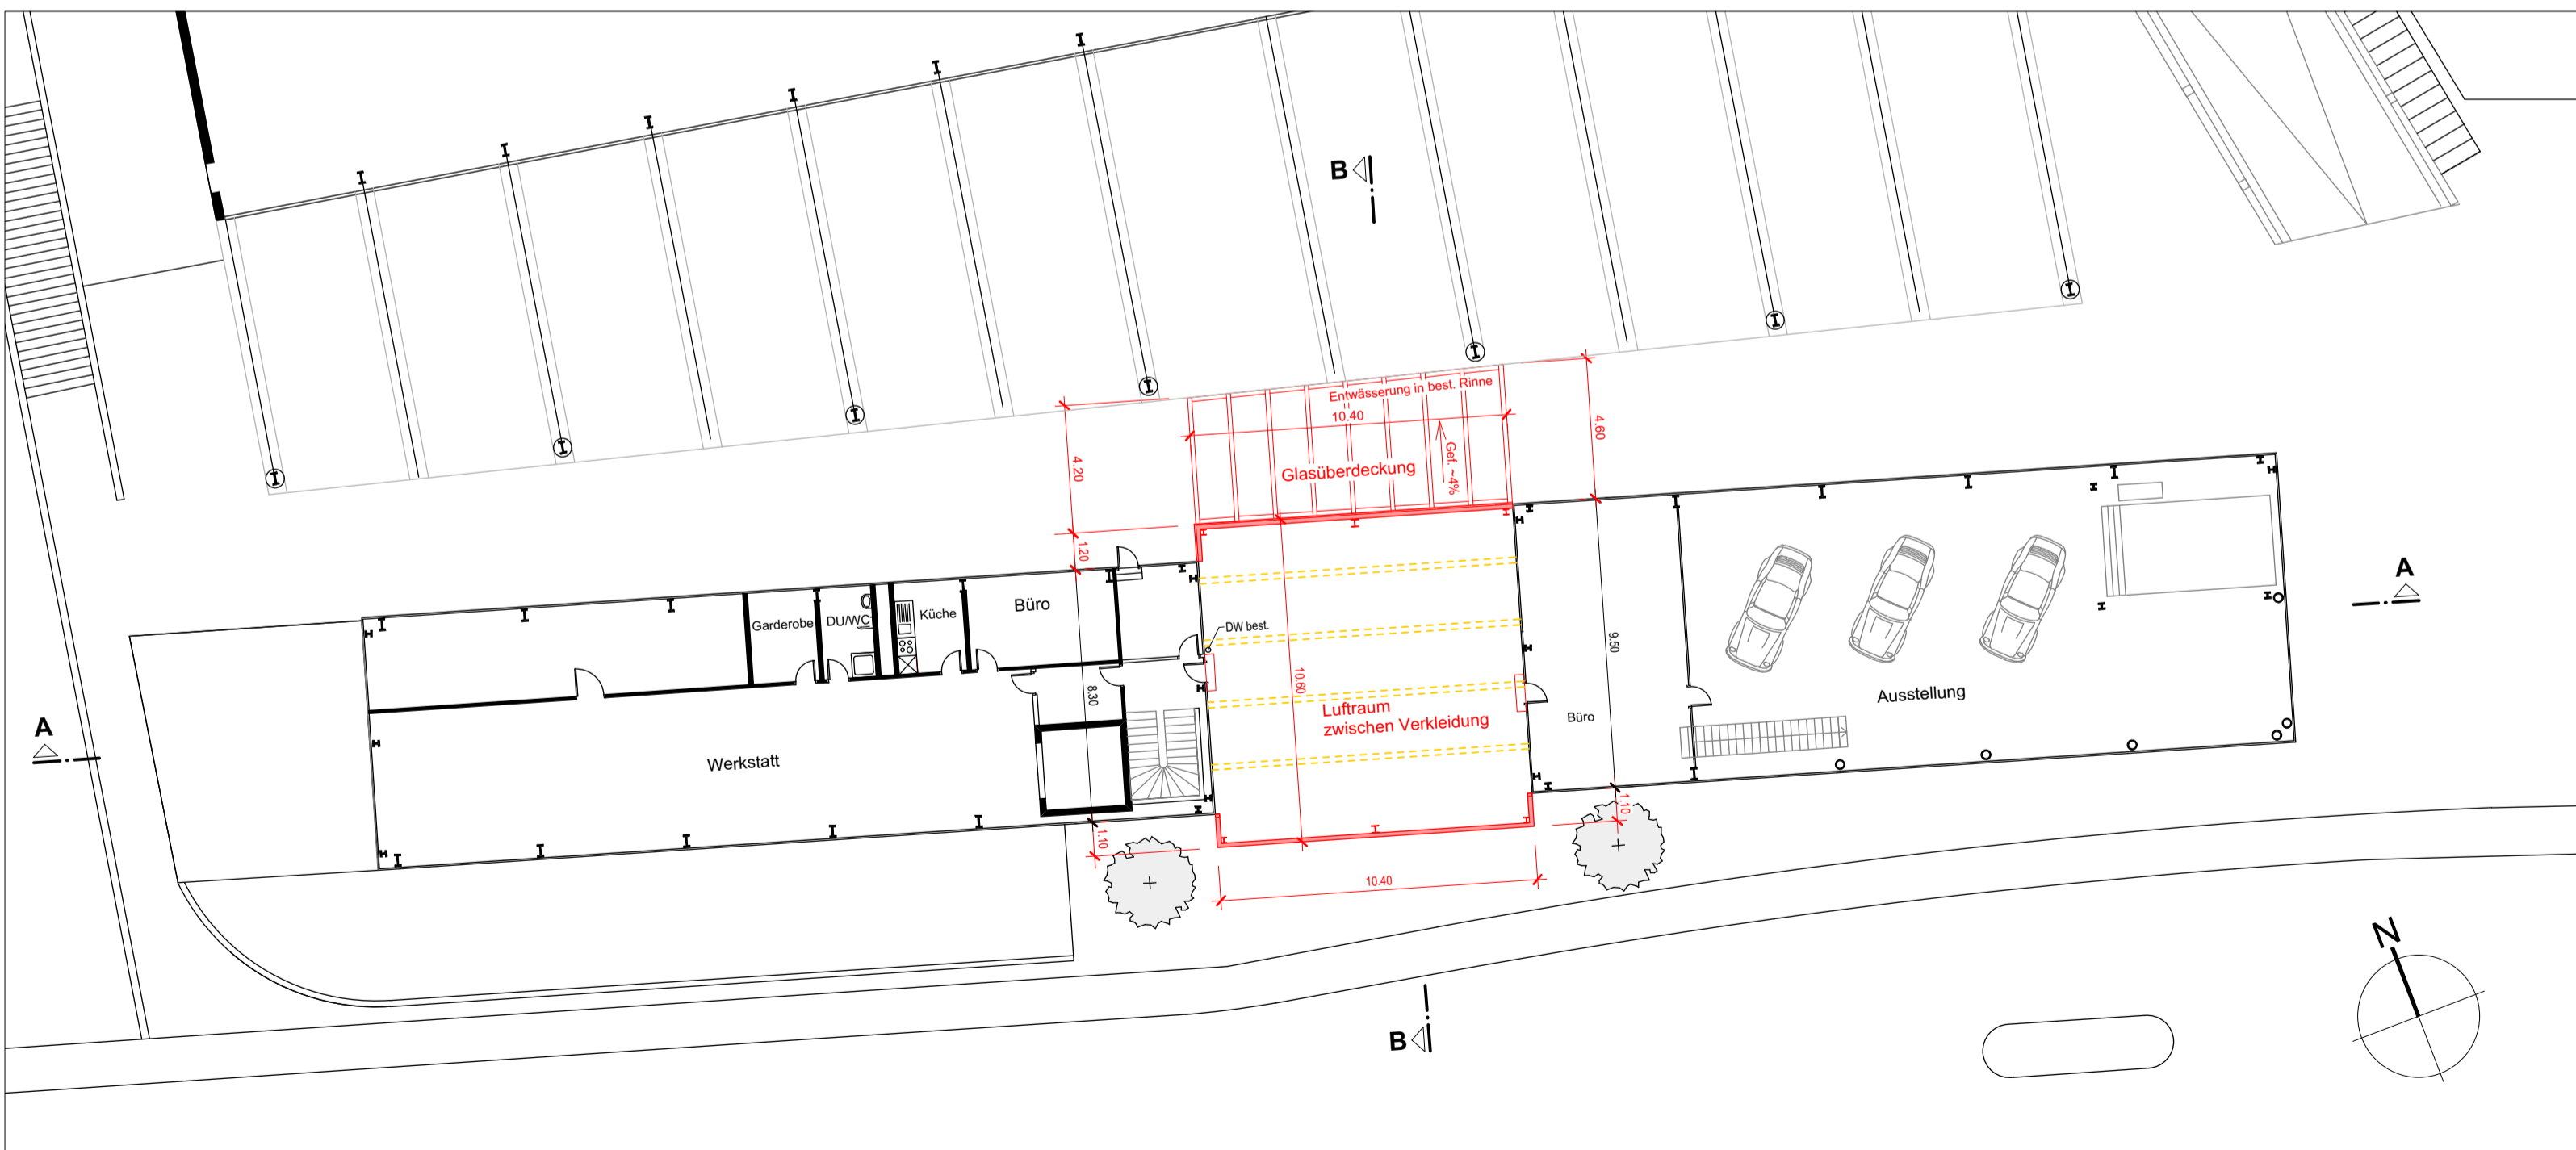 B
Entwässerung in best. Rinne
10.40
4.60
4.20
Gef. ~4%
Glasüberdeckung
1.20
A
Büro
Küche
DU/WC
Garderobe
DW best.
9.50
10.60
8.30
Ausstellung
Luftraum
zwischen Verkleidung
Büro
A
Werkstatt
1.10
1.10
10.40
N
B